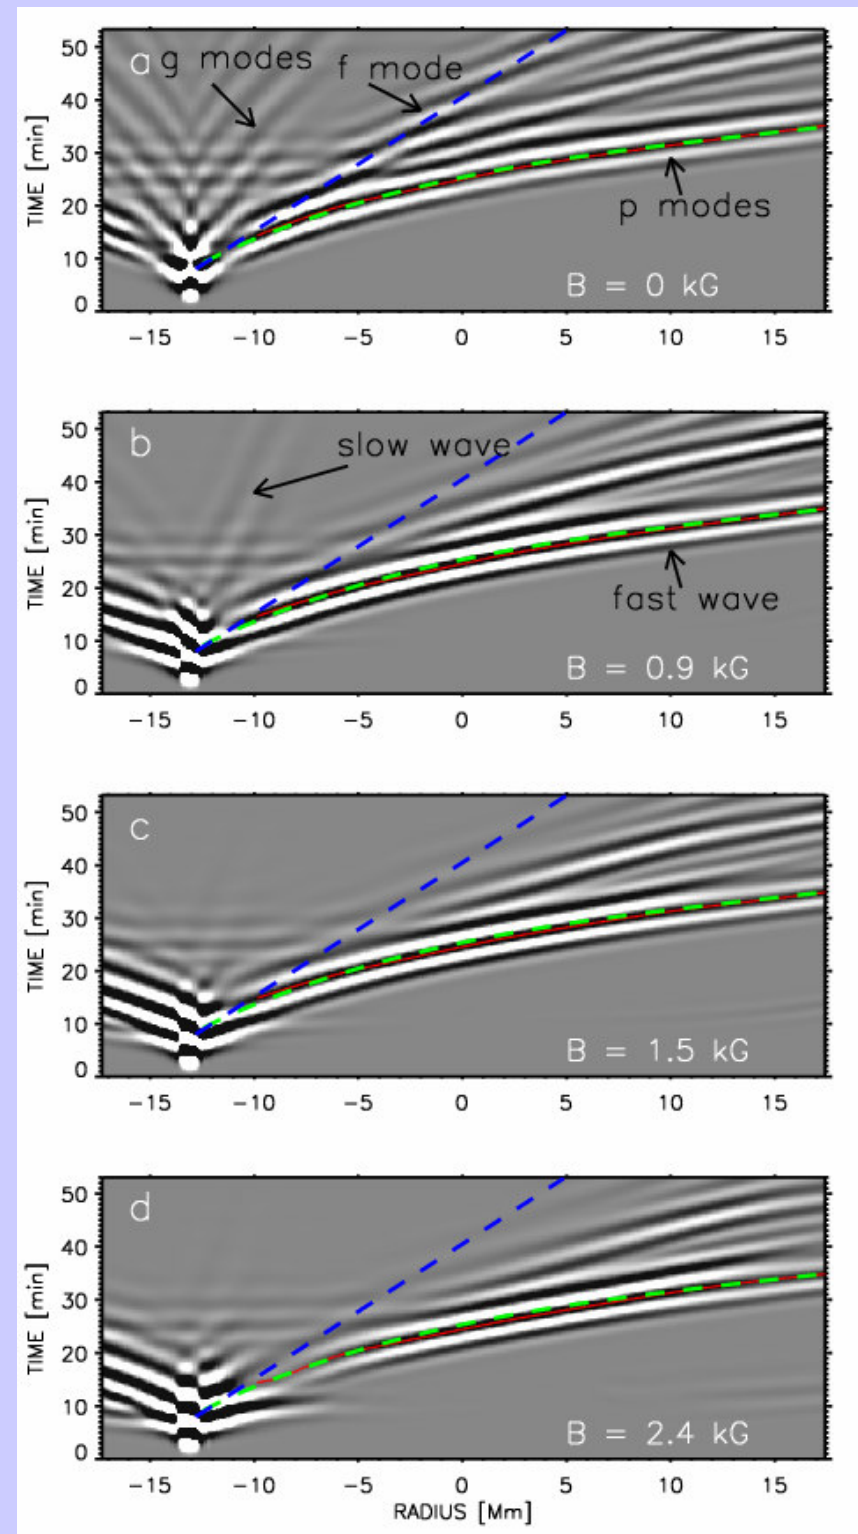 a g modes f mode
50
40
30
20
10
0
TIME [min]
p modes
B = 0 kG
-15 -10 -5 0 5 10 15
b
slow wave
50
40
30
20
10
0
TIME [min]
fast wave
B = 0.9 kG
-15 -10 -5 0 5 10 15
c
50
40
30
20
10
0
TIME [min]
B = 1.5 kG
-15 -10 -5 0 5 10 15
d
50
40
30
20
10
0
TIME [min]
B = 2.4 kG
-15 -10 -5 0 5 10 15
RADIUS [Mm]